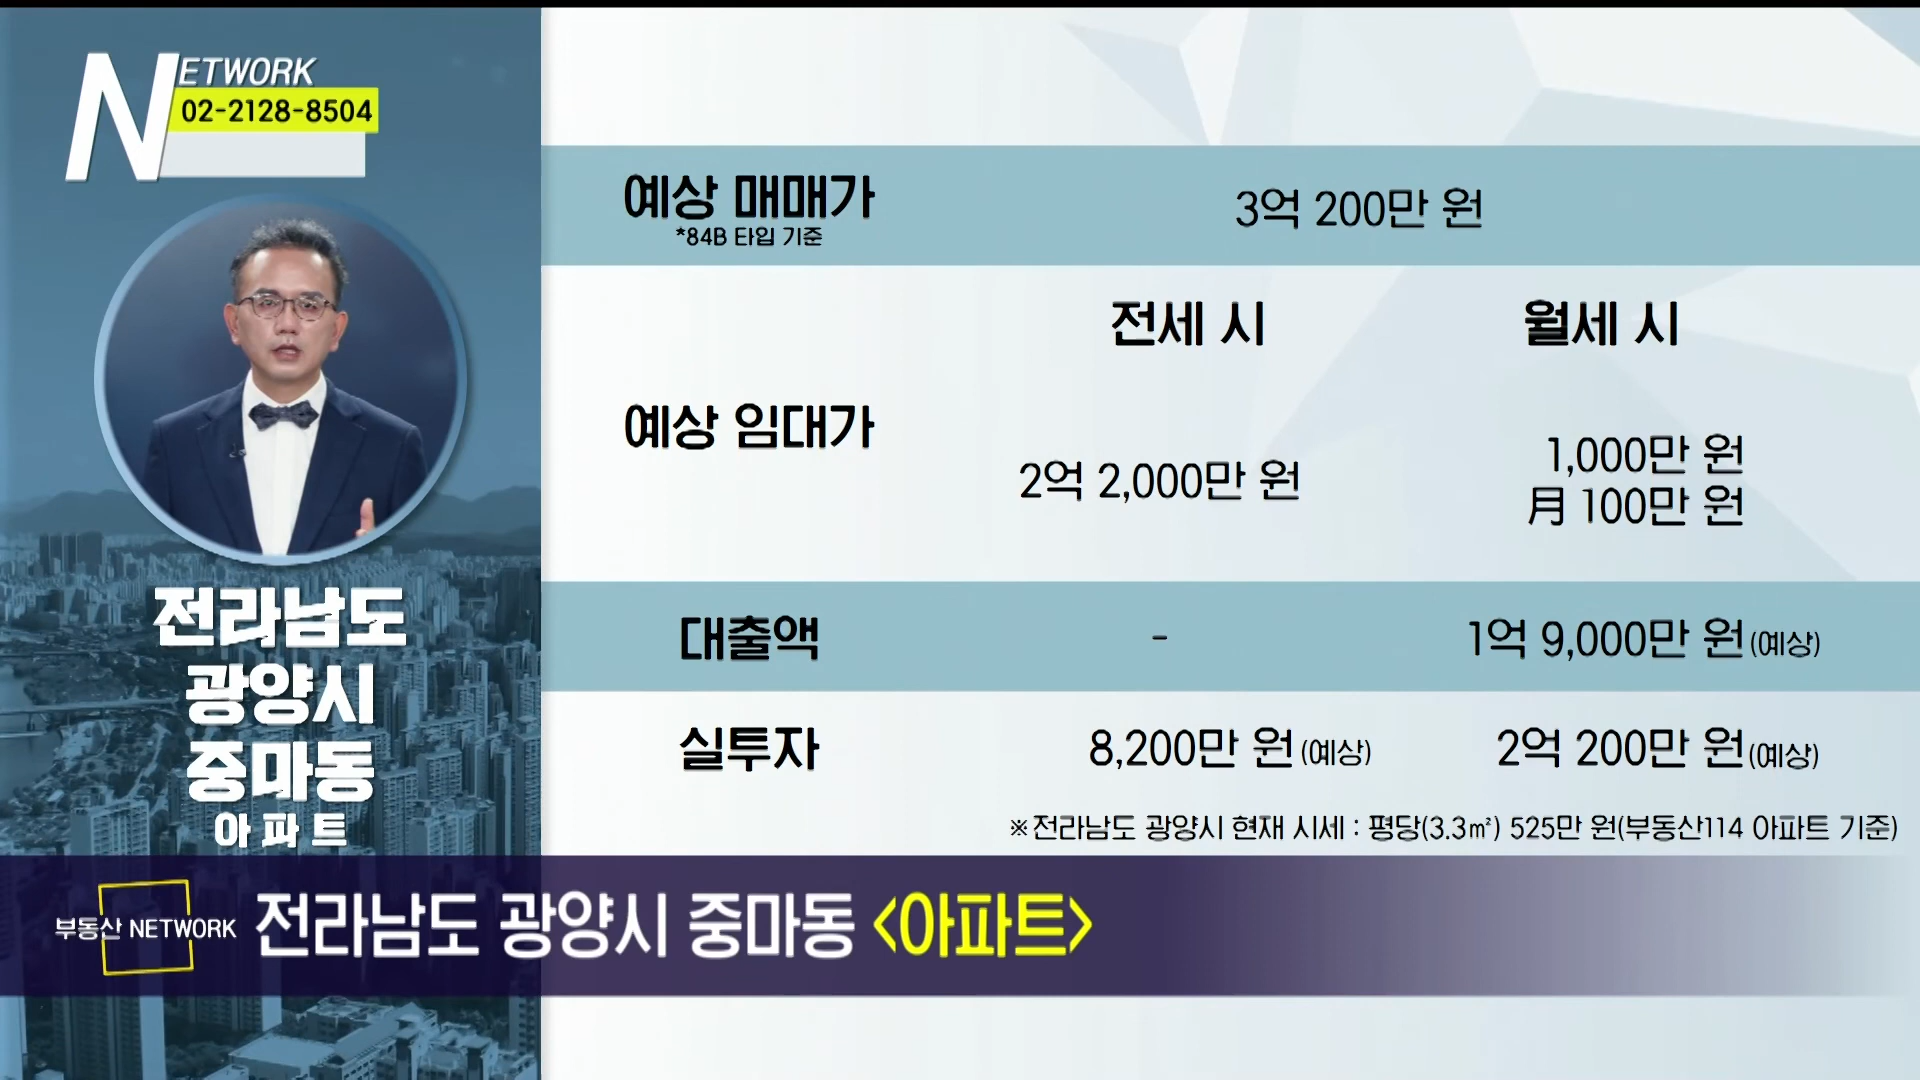 NETWORK
02-2128-8504
전라남도
광양시
중마동
아파트
예상 매매가
*84B 타입 기준
3억 200만 원
전세 시
월세 시
예상 임대가
2억 2,000만 원
1,000만 원
月 100만 원
대출액
-
1억 9,000만 원(예상)
실투자
8,200만 원(예상)
2억 200만 원(예상)
※전라남도 광양시 현재 시세 : 평당(3.3㎡) 525만 원(부동산114 아파트 기준)
부동산 NETWORK
전라남도 광양시 중마동 <아파트>